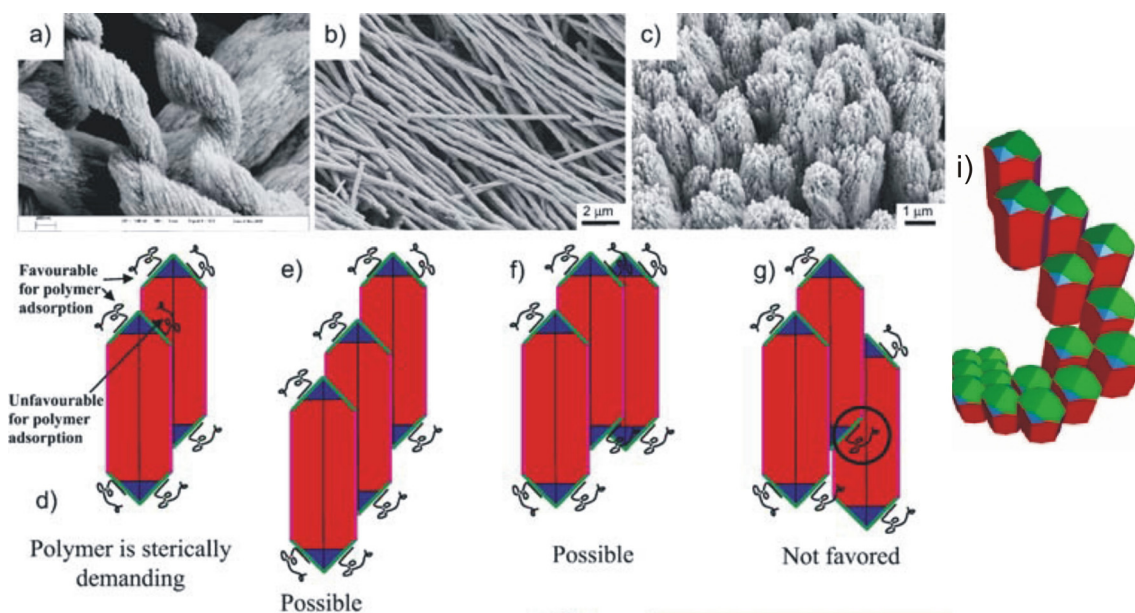 a)
b)
c)
2 µm
1 µm
i)
Favourable
for polymer
adsorption
Unfavourable
for polymer
adsorption
d)
e)
f)
g)
Polymer is sterically
demanding
Possible
Possible
Not favored